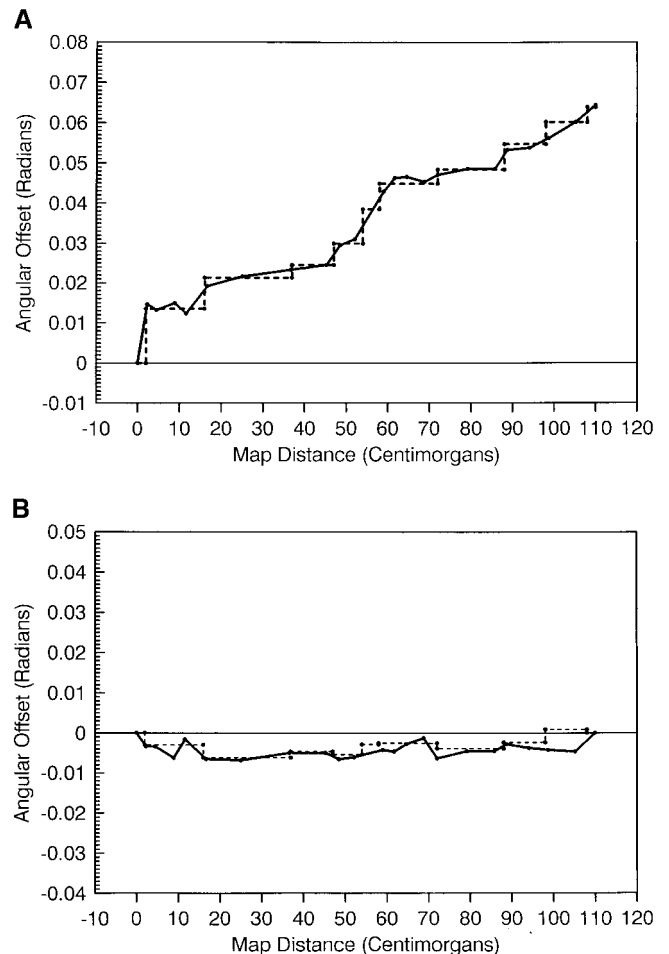 A
0.08
0.07
0.06
0.05
0.04
0.03
0.02
0.01
0
-0.01
Angular Offset (Radians)
-10 0 10 20 30 40 50 60 70 80 90 100 110 120
Map Distance (Centimorgans)
B
0.05
0.04
0.03
0.02
0.01
0
-0.01
-0.02
-0.03
-0.04
Angular Offset (Radians)
-10 0 10 20 30 40 50 60 70 80 90 100 110 120
Map Distance (Centimorgans)